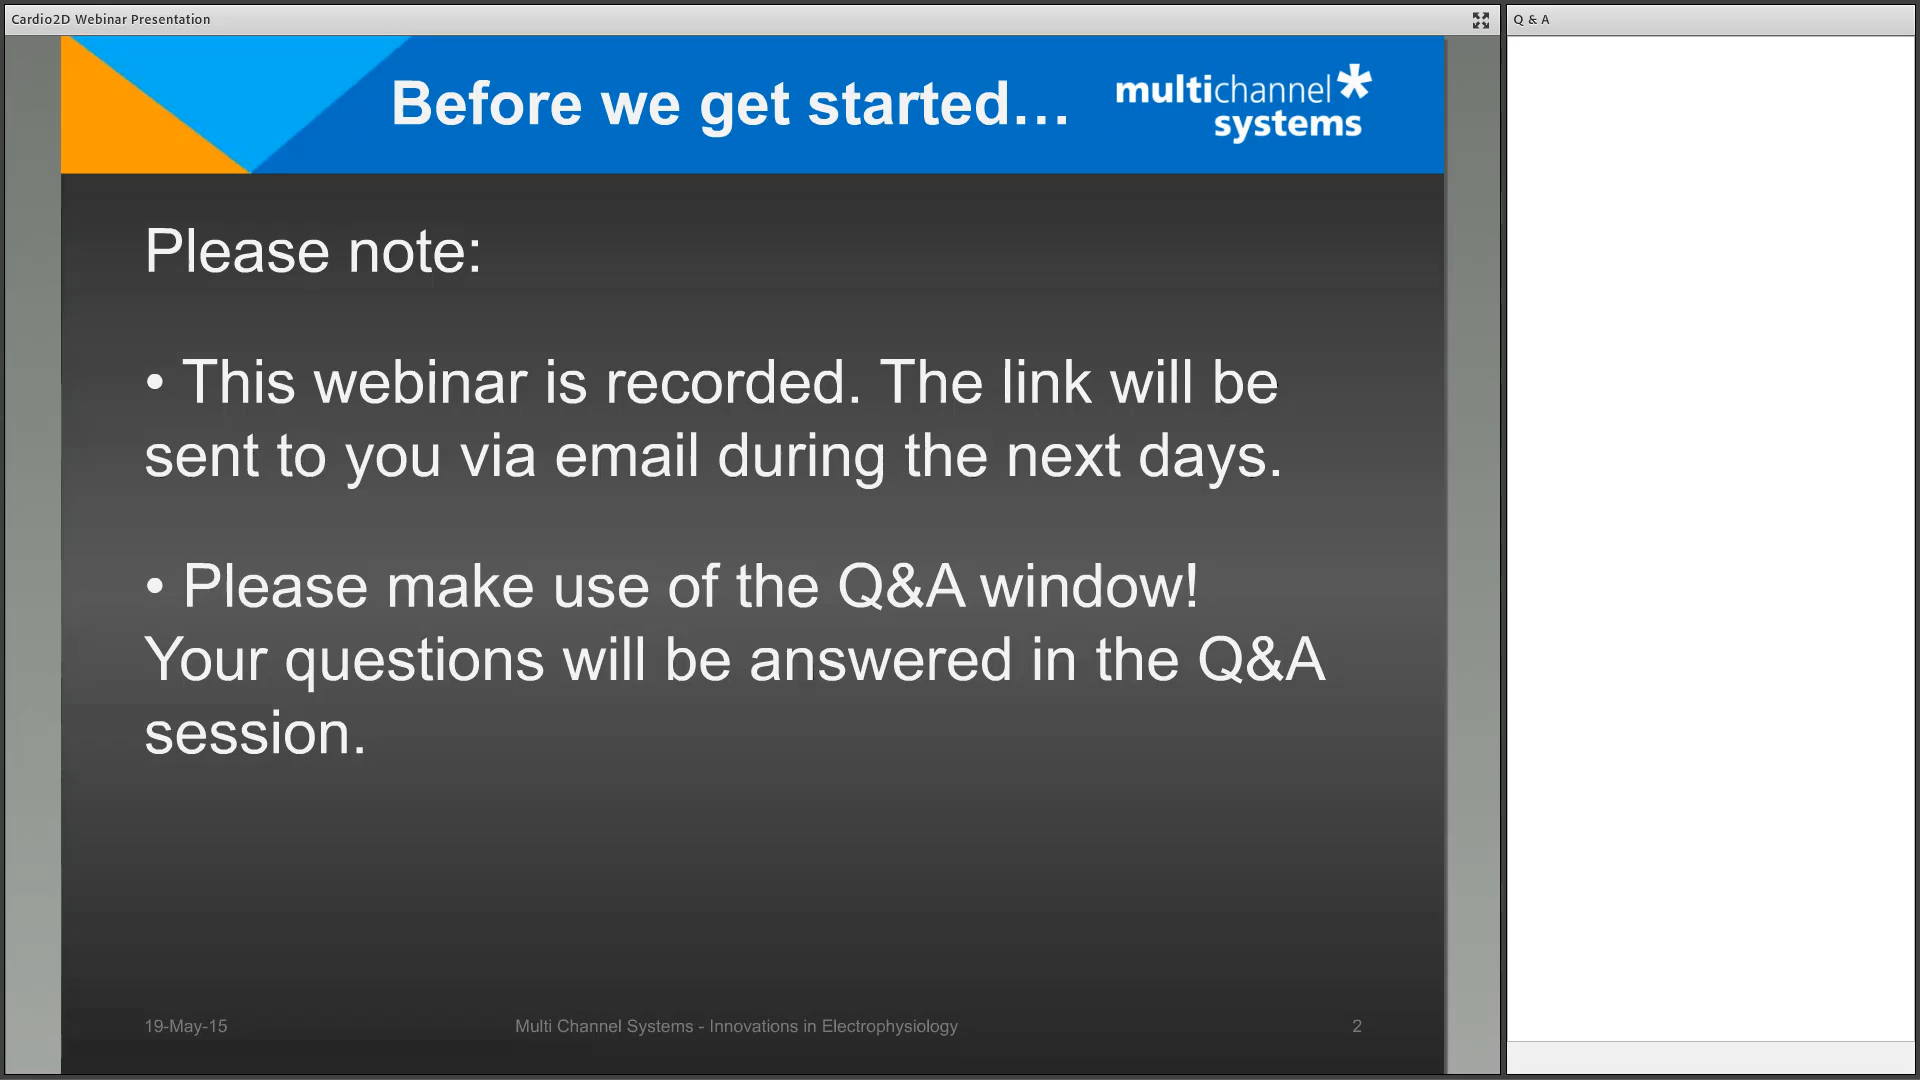 Cardio2D Webinar Presentation
Q & A
Before we get started...
multichannel*
systems
Please note:
• This webinar is recorded. The link will be
sent to you via email during the next days.
• Please make use of the Q&A window!
Your questions will be answered in the Q&A
session.
19-May-15
Multi Channel Systems - Innovations in Electrophysiology
2